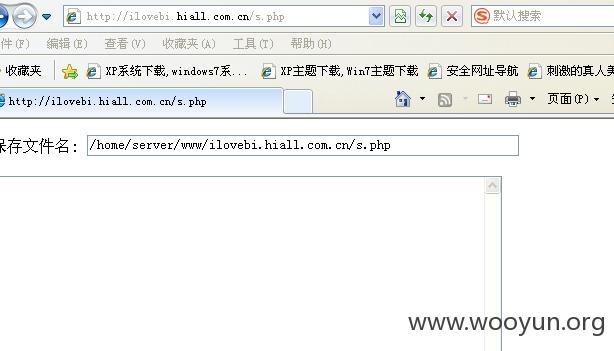 http://ilovebi.hiall.com.cn/s.php 默认搜索
件(F) 编辑(E) 查看(V) 收藏夹(A) 工具(T) 帮助(H)
收藏夹 XP系统下载,windows7系... XP主题下载,Win7主题下载 安全网址导航 刺激的真人美
http://ilovebi.hiall.com.cn/s.php 页面(P)
保存文件名: /home/server/www/ilovebi.hiall.com.cn/s.php
www.wooyun.org